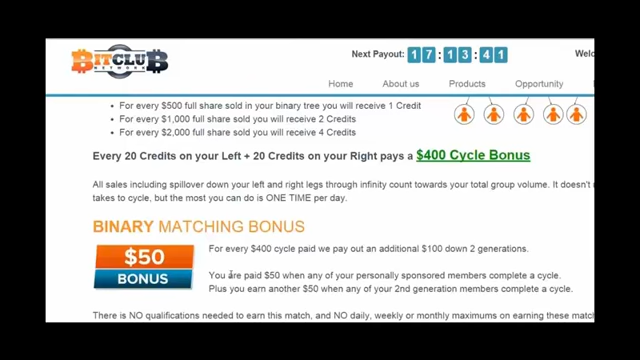 BITCLUB
NETWORK
Next Payout: 17 : 13 : 41
Welc
Home About us Products Opportunity
• For every $500 full share sold in your binary tree you will receive 1 Credit
• For every $1,000 full share sold you will receive 2 Credits
• For every $2,000 full share sold you will receive 4 Credits
Every 20 Credits on your Left + 20 Credits on your Right pays a $400 Cycle Bonus
All sales including spillover down your left and right legs through infinity count towards your total group volume. It doesn't
takes to cycle, but the most you can do is ONE TIME per day.
BINARY MATCHING BONUS
$50
BONUS
For every $400 cycle paid we pay out an additional $100 down 2 generations.
You are paid $50 when any of your personally sponsored members complete a cycle.
Plus you earn another $50 when any of your 2nd generation members complete a cycle.
There is NO qualifications needed to earn this match, and NO daily, weekly or monthly maximums on earning these matc